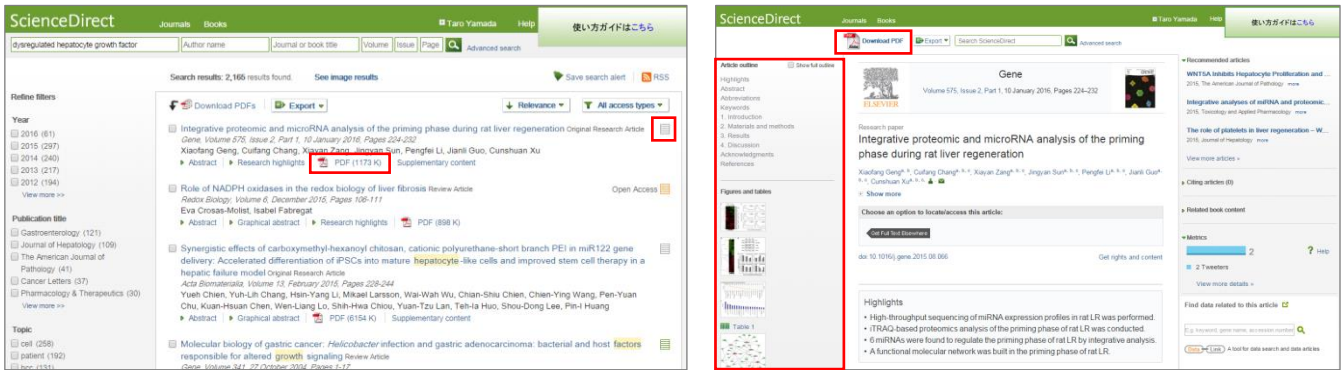 ScienceDirect
Journals Books
Taro Yamada Help
使い方ガイドはこちら
dysregulated hepatocyte growth factor
Author name
Journal or book title
Volume
Issue
Page
Advanced search
Search results: 2,165 results found.
See image results
Save search alert
RSS
Refine filters
Download PDFs
Export
Relevance
All access types
Year
2016 (61)
2015 (297)
2014 (240)
2013 (217)
2012 (194)
View more >>
Publication title
Gastroenterology (121)
Journal of Hepatology (109)
The American Journal of
Pathology (41)
Cancer Letters (37)
Pharmacology & Therapeutics (30)
View more >>
Topic
cell (258)
patient (192)
hcc (131)
Integrative proteomic and microRNA analysis of the priming phase during rat liver regeneration Original Research Article
Gene, Volume 575, Issue 2, Part 1, 10 January 2016, Pages 224-232
Xiaofang Geng, Cuifang Chang, Xiayan Zang, Jingyan Sun, Pengfei Li, Jianli Guo, Cunshuan Xu
Abstract Research highlights PDF (1173 K) Supplementary content
Role of NADPH oxidases in the redox biology of liver fibrosis Review Article
Open Access
Redox Biology, Volume 6, December 2015, Pages 106-111
Eva Crosas-Molist, Isabel Fabregat
Abstract Graphical abstract Research highlights PDF (898 K)
Synergistic effects of carboxymethyl-hexanoyl chitosan, cationic polyurethane-short branch PEI in miR122 gene
delivery: Accelerated differentiation of iPSCs into mature hepatocyte-like cells and improved stem cell therapy in a
hepatic failure model Original Research Article
Acta Biomaterialia, Volume 13, February 2015, Pages 228-244
Yueh Chien, Yuh-Lih Chang, Hsin-Yang Li, Mikael Larsson, Wai-Wah Wu, Chian-Shiu Chien, Chien-Ying Wang, Pen-Yuan
Chu, Kuan-Hsuan Chen, Wen-Liang Lo, Shih-Hwa Chiou, Yuan-Tzu Lan, Teh-Ia Huo, Shou-Dong Lee, Pin-I Huang
Abstract Graphical abstract PDF (6154 K) Supplementary content
Molecular biology of gastric cancer: Helicobacter infection and gastric adenocarcinoma: bacterial and host factors
responsible for altered growth signaling Review Article
Gene, Volume 341, 27 October 2004, Pages 1-17
ScienceDirect
Journals Books
Taro Yamada Help
使い方ガイドはこちら
Download PDF
Export
Search ScienceDirect
Advanced search
Article outline
Show full outline
Highlights
Abstract
Abbreviations
Keywords
1. Introduction
2. Materials and methods
3. Results
4. Discussion
Acknowledgments
References
Figures and tables
Table 1
ELSEVIER
Gene
Volume 575, Issue 2, Part 1, 10 January 2016, Pages 224–232
Research paper
Integrative proteomic and microRNA analysis of the priming
phase during rat liver regeneration
Show more
Choose an option to locate/access this article:
Get Full Text Elsewhere
doi:10.1016/j.gene.2015.08.066
Get rights and content
Highlights
• High-throughput sequencing of miRNA expression profiles in rat LR was performed.
• iTRAQ-based proteomics analysis of the priming phase of rat LR was conducted.
• 6 miRNAs were found to regulate the priming phase of rat LR by integrative analysis.
• A functional molecular network was built in the priming phase of rat LR.
Recommended articles
WNT5A Inhibits Hepatocyte Proliferation and ...
2015, The American Journal of Pathology more
Integrative analyses of miRNA and proteomic...
2015, Toxicology and Applied Pharmacology more
The role of platelets in liver regeneration – W...
2016, Journal of Hepatology more
View more articles »
Citing articles (0)
Related book content
Metrics
2
Help
2 Tweeters
View more details »
Find data related to this article
E.g. keyword, gene name, accession number
Data Link A tool for data search and data articles